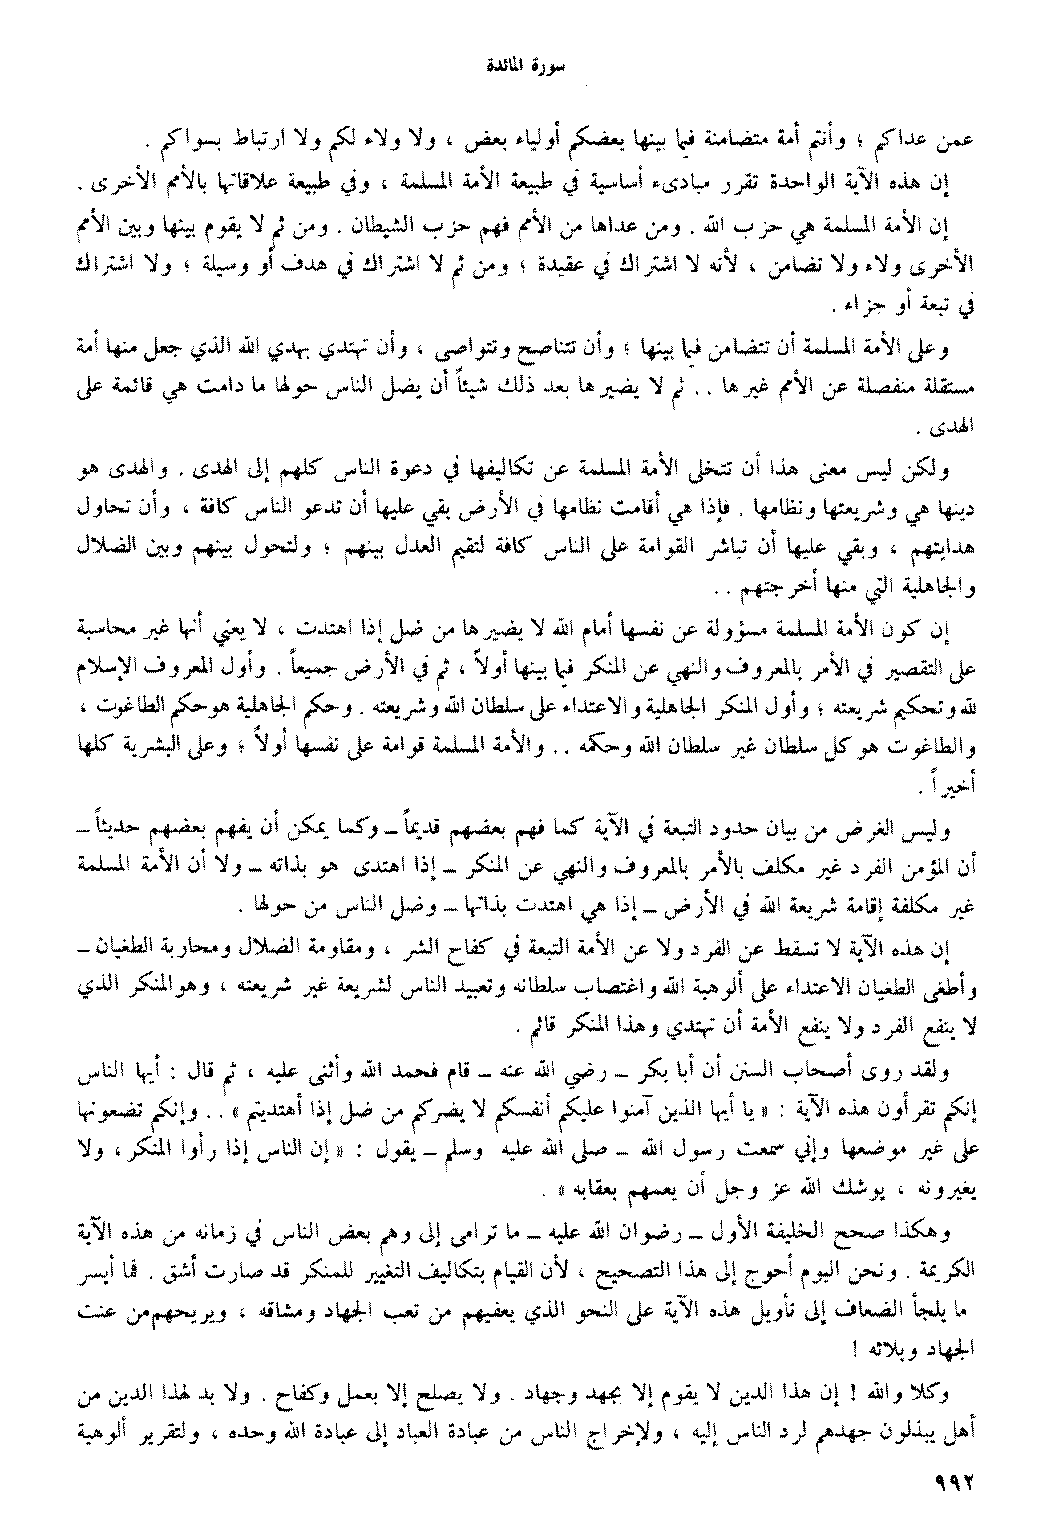 سورة المائدة
عمن عداكم ؛ وأنتم أمة متضامنة فيما بينها بعضكم أولياء بعض ، ولا ولاء لكم ولا ارتباط بسواكم .
إن هذه الآية الواحدة تقرر مبادىء أساسية في طبيعة الأمة المسلمة ، وفي طبيعة علاقاتها بالأمم الأخرى .
إن الأمة المسلمة هي حزب الله . ومن عداها من الأمم فهم حزب الشيطان . ومن ثم لا يقوم بينها وبين الأمم
الأخرى ولاء ولا تضامن ، لأنه لا اشتراك في عقيدة ؛ ومن ثم لا اشتراك في هدف أو وسيلة ؛ ولا اشتراك
في تبعة أو جزاء .
وعلى الأمة المسلمة أن تتضامن فيما بينها ؛ وأن تتناصح وتتواصى ، وأن تهتدي بهدي الله الذي جعل منها أمة
مستقلة منفصلة عن الأمم غيرها .. ثم لا يضيرها بعد ذلك شيئاً أن يضل الناس حولها ما دامت هي قائمة على
الهدى .
ولكن ليس معنى هذا أن تتخلى الأمة المسلمة عن تكاليفها في دعوة الناس كلهم إلى الهدى . والهدى هو
دينها هي وشريعتها ونظامها . فإذا هي أقامت نظامها في الأرض بقي عليها أن تدعو الناس كافة ، وأن تحاول
هدايتهم ، وبقي عليها أن تباشر القوامة على الناس كافة لتقيم العدل بينهم ؛ ولتحول بينهم وبين الضلال
والجاهلية التي منها أخرجتهم ..
إن كون الأمة المسلمة مسؤولة عن نفسها أمام الله لا يضيرها من ضل إذا اهتدت ، لا يعني أنها غير محاسبة
على التقصير في الأمر بالمعروف والنهي عن المنكر فيما بينها أولاً ، ثم في الأرض جميعاً . وأول المعروف الإسلام
لله وتحكيم شريعته ؛ وأول المنكر الجاهلية والاعتداء على سلطان الله وشريعته . وحكم الجاهلية هو حكم الطاغوت ،
والطاغوت هو كل سلطان غير سلطان الله وحكمه .. والأمة المسلمة قوامة على نفسها أولاً ؛ وعلى البشرية كلها
أخيراً .
وليس الغرض من بيان حدود التبعة في الآية كما فهم بعضهم قديماً – وكما يمكن أن يفهم بعضهم حديثاً –
أن المؤمن الفرد غير مكلف بالأمر بالمعروف والنهي عن المنكر – إذا اهتدى هو بذاته – ولا أن الأمة المسلمة
غير مكلفة إقامة شريعة الله في الأرض – إذا هي اهتدت بذاتها – وضل الناس من حولها .
إن هذه الآية لا تسقط عن الفرد ولا عن الأمة التبعة في كفاح الشر ، ومقاومة الضلال ومحاربة الطغيان –
وأطغى الطغيان الاعتداء على ألوهية الله واغتصاب سلطانه وتعبيد الناس لشريعة غير شريعته ، وهو المنكر الذي
لا ينفع الفرد ولا ينفع الأمة أن تهتدي وهذا المنكر قائم .
ولقد روى أصحاب السنن أن أبا بكر – رضي الله عنه – قام فحمد الله وأثنى عليه ، ثم قال : أيها الناس
إنكم تقرأون هذه الآية : « يا أيها الذين آمنوا عليكم أنفسكم لا يضركم من ضل إذا أهتديتم » .. وإنكم تضعونها
على غير موضعها وإني سمعت رسول الله – صلى الله عليه وسلم – يقول : « إن الناس إذا رأوا المنكر ، ولا
يغيرونه ، يوشك الله عز وجل أن يعمهم بعقابه » .
وهكذا صحح الخليفة الأول – رضوان الله عليه – ما ترامى إلى وهم بعض الناس في زمانه من هذه الآية
الكريمة . ونحن اليوم أحوج إلى هذا التصحيح ، لأن القيام بتكاليف التغيير للمنكر قد صارت أشق . فما أيسر
ما يلجأ الضعاف إلى تأويل هذه الآية على النحو الذي يعفيهم من تعب الجهاد ومشاقه ، ويريحهم من عنت
الجهاد وبلائه !
وكلا والله ! إن هذا الدين لا يقوم إلا بجهد وجهاد . ولا يصلح إلا بعمل وكفاح . ولا بد لهذا الدين من
أهل يبذلون جهدهم لرد الناس إليه ، ولإخراج الناس من عبادة العباد إلى عبادة الله وحده ، ولتقرير ألوهية
٩٩٢